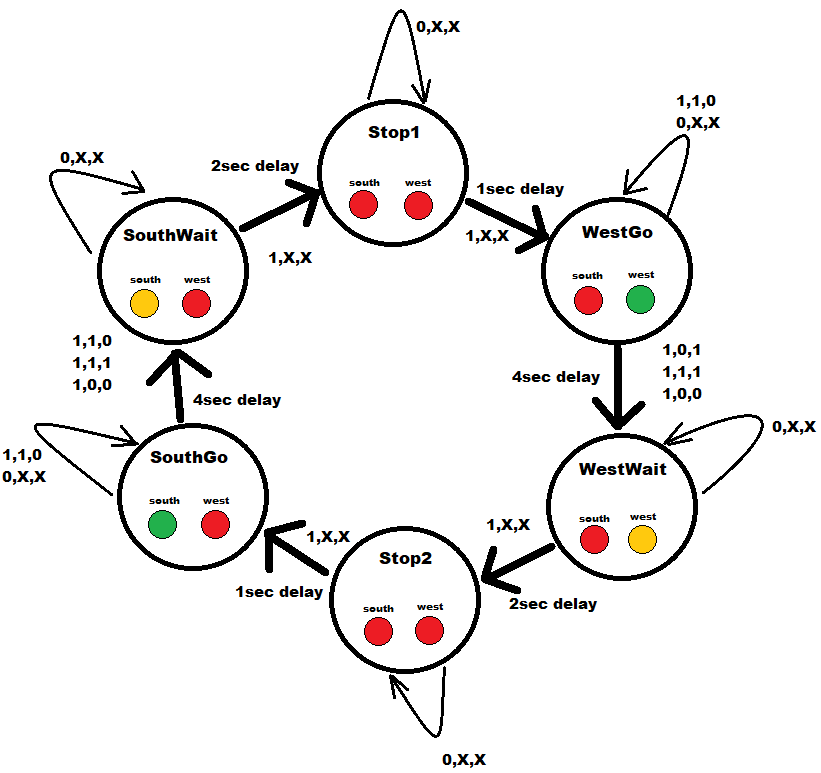 0,X,X
Stop1
south west
1,1,0
0,X,X
0,X,X
2sec delay
1sec delay
1,X,X
1,X,X
SouthWait
south west
WestGo
south west
1,1,0
1,1,1
1,0,0
4sec delay
4sec delay
1,0,1
1,1,1
1,0,0
1,1,0
0,X,X
SouthGo
south west
0,X,X
WestWait
south west
1,X,X
1,X,X
1sec delay
2sec delay
Stop2
south west
0,X,X